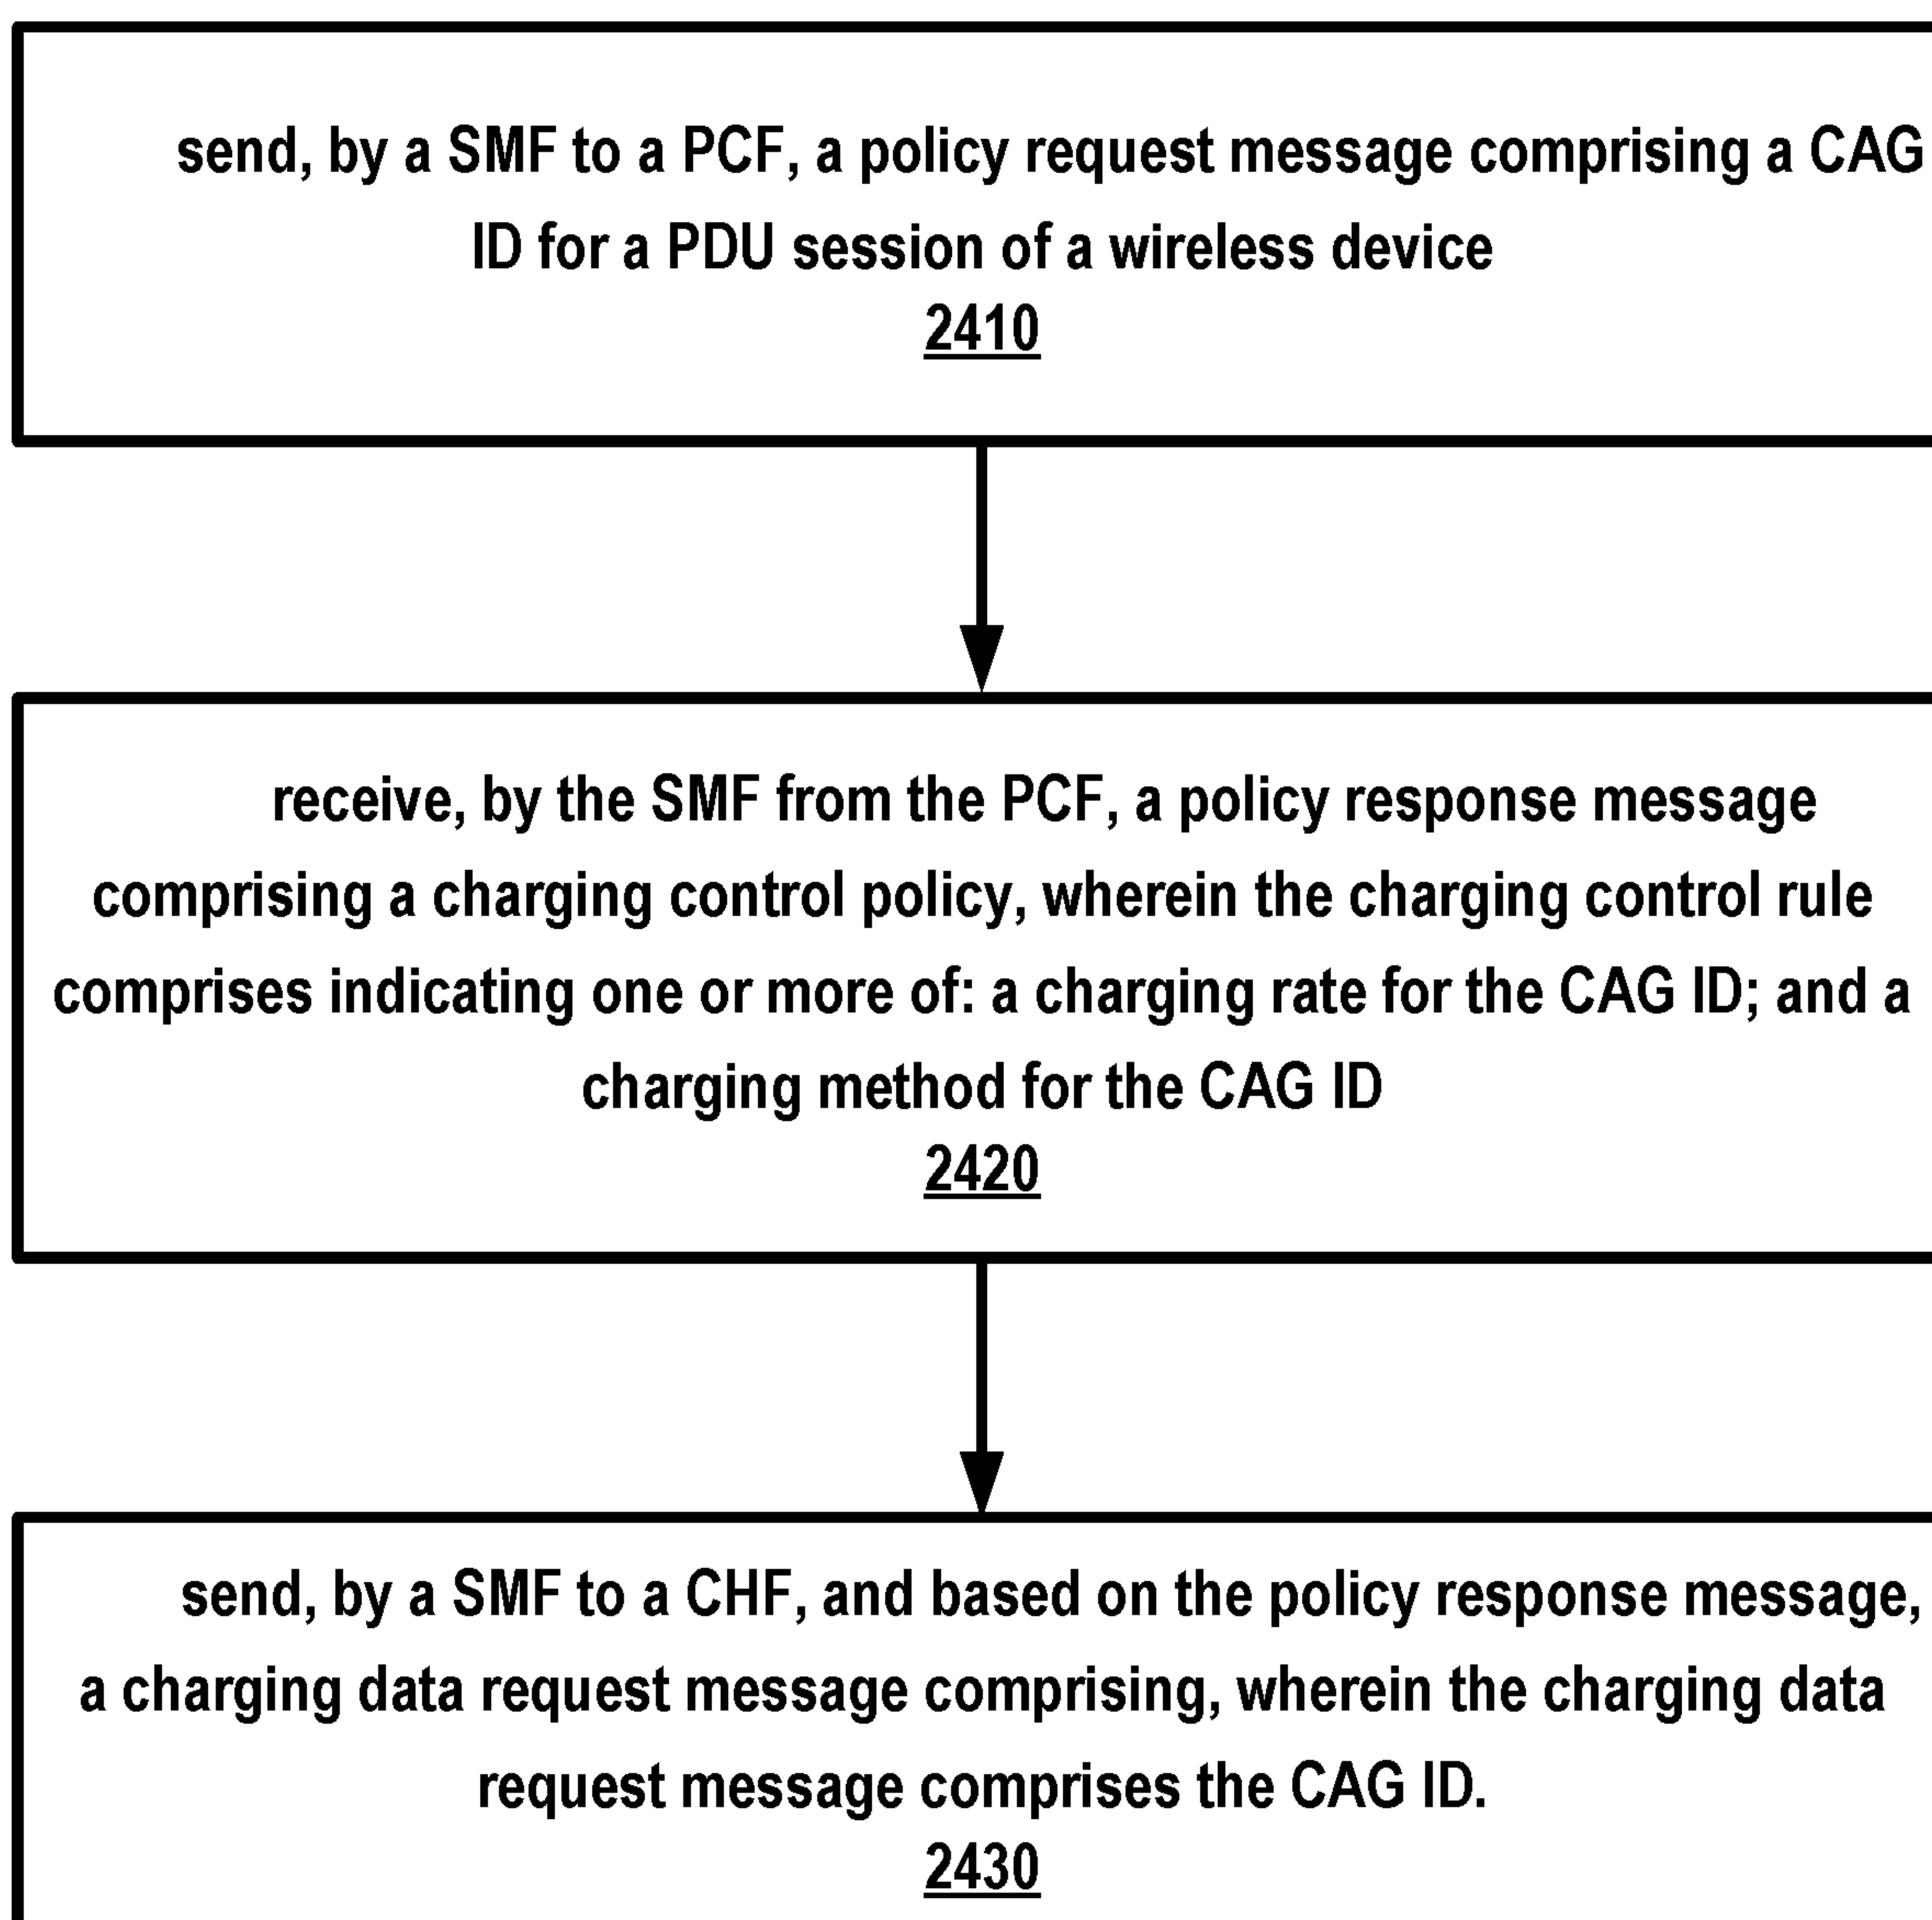 send, by a SMF to a PCF, a policy request message comprising a CAG
ID for a PDU session of a wireless device
2410
receive, by the SMF from the PCF, a policy response message
comprising a charging control policy, wherein the charging control rule
comprises indicating one or more of: a charging rate for the CAG ID; and a
charging method for the CAG ID
2420
send, by a SMF to a CHF, and based on the policy response message,
a charging data request message comprising, wherein the charging data
request message comprises the CAG ID.
2430